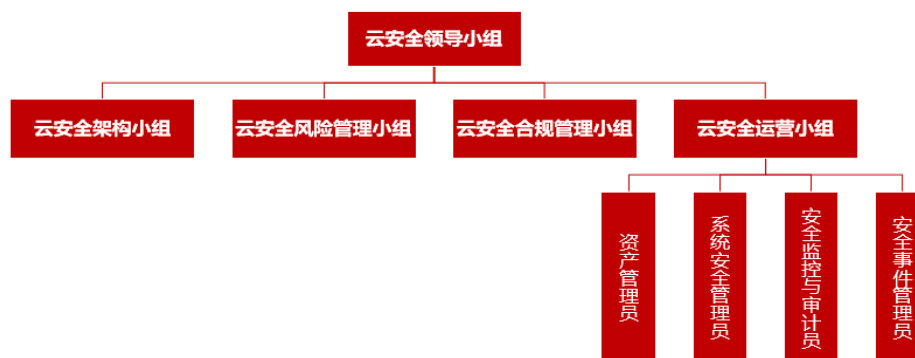 云安全领导小组
云安全架构小组
云安全风险管理小组
云安全合规管理小组
云安全运营小组
资产管理员
系统安全管理员
安全监控与审计员
安全事件管理员